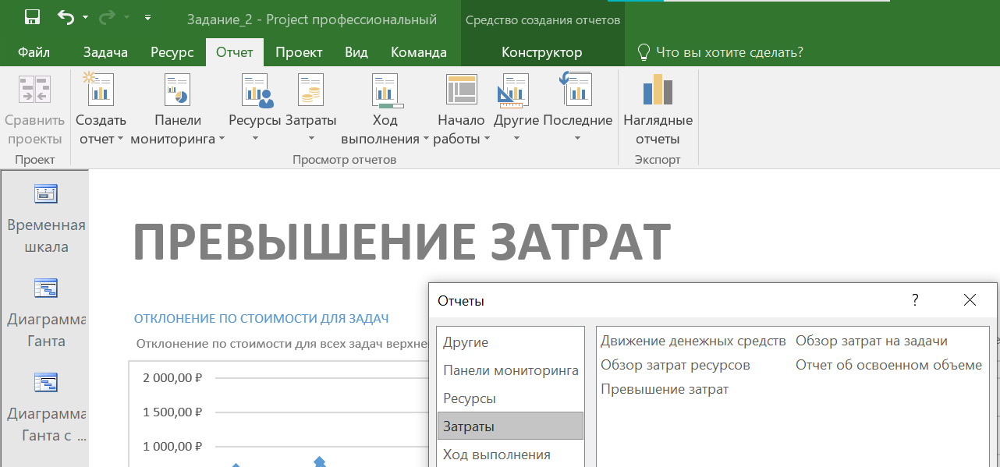 Задание_2 - Project профессиональный
Средство создания отчетов
Файл Задача Ресурс Отчет Проект Вид Команда Конструктор Что вы хотите сделать?
Сравнить проекты
Создать отчет
Панели мониторинга
Ресурсы
Затраты
Ход выполнения
Начало работы
Другие
Последние
Наглядные отчеты
Проект
Просмотр отчетов
Экспорт
Временная
шкала
Диаграмма
Ганта
Диаграмма
Ганта с ...
ПРЕВЫШЕНИЕ ЗАТРАТ
ОТКЛОНЕНИЕ ПО СТОИМОСТИ ДЛЯ ЗАДАЧ
Отклонение по стоимости для всех задач верхне
2 000,00 ₽
1 500,00 ₽
1 000,00 ₽
Отчеты
?
Другие
Панели мониторинга
Ресурсы
Затраты
Ход выполнения
Движение денежных средств Обзор затрат на задачи
Обзор затрат ресурсов Отчет об освоенном объеме
Превышение затрат